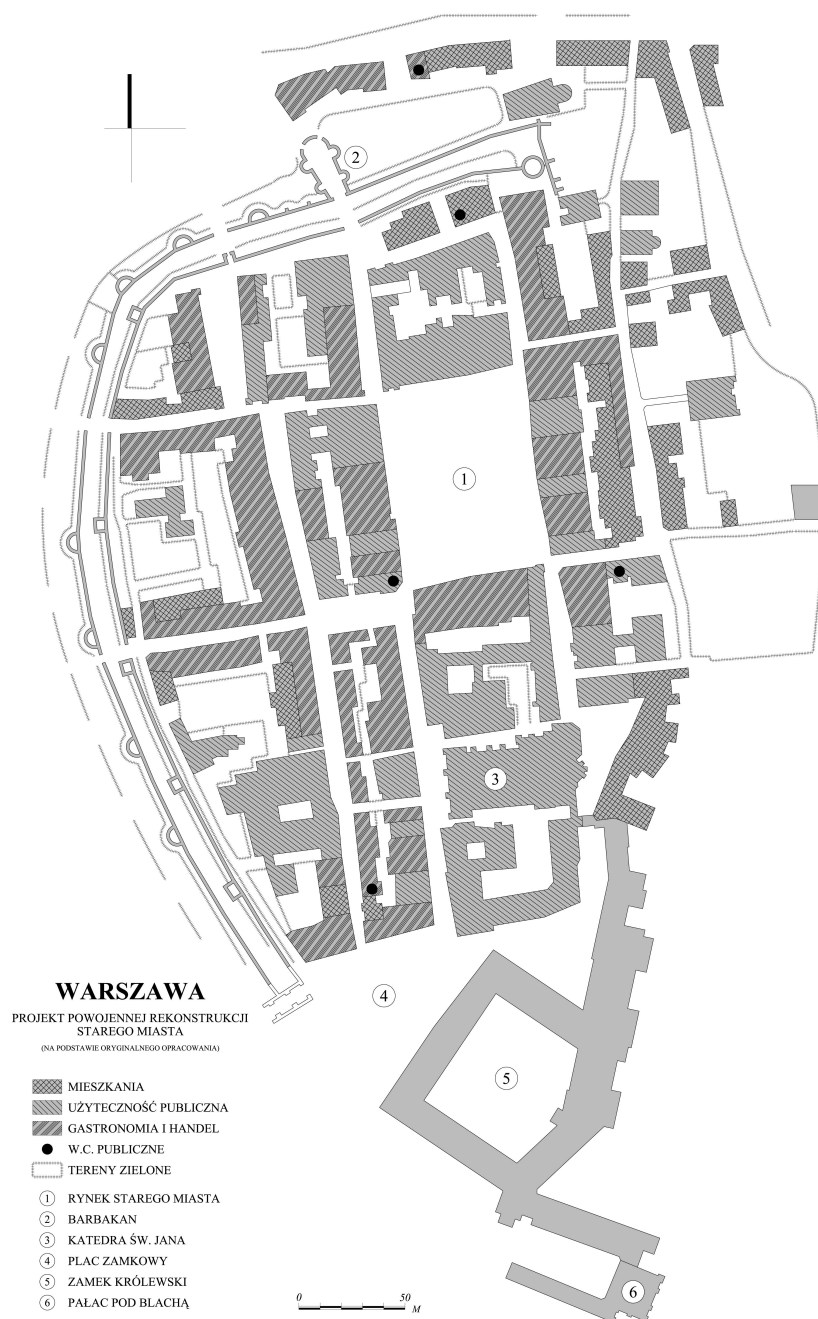 2
1
3
4
5
6
WARSZAWA
PROJEKT POWOJENNEJ REKONSTRUKCJI
STAREGO MIASTA
(NA PODSTAWIE ORYGINALNEGO OPRACOWANIA)
MIESZKANIA
UŻYTECZNOŚĆ PUBLICZNA
GASTRONOMIA I HANDEL
W.C. PUBLICZNE
TERENY ZIELONE
1 RYNEK STAREGO MIASTA
2 BARBAKAN
3 KATEDRA ŚW. JANA
4 PLAC ZAMKOWY
5 ZAMEK KRÓLEWSKI
6 PAŁAC POD BLACHĄ
0 50
M